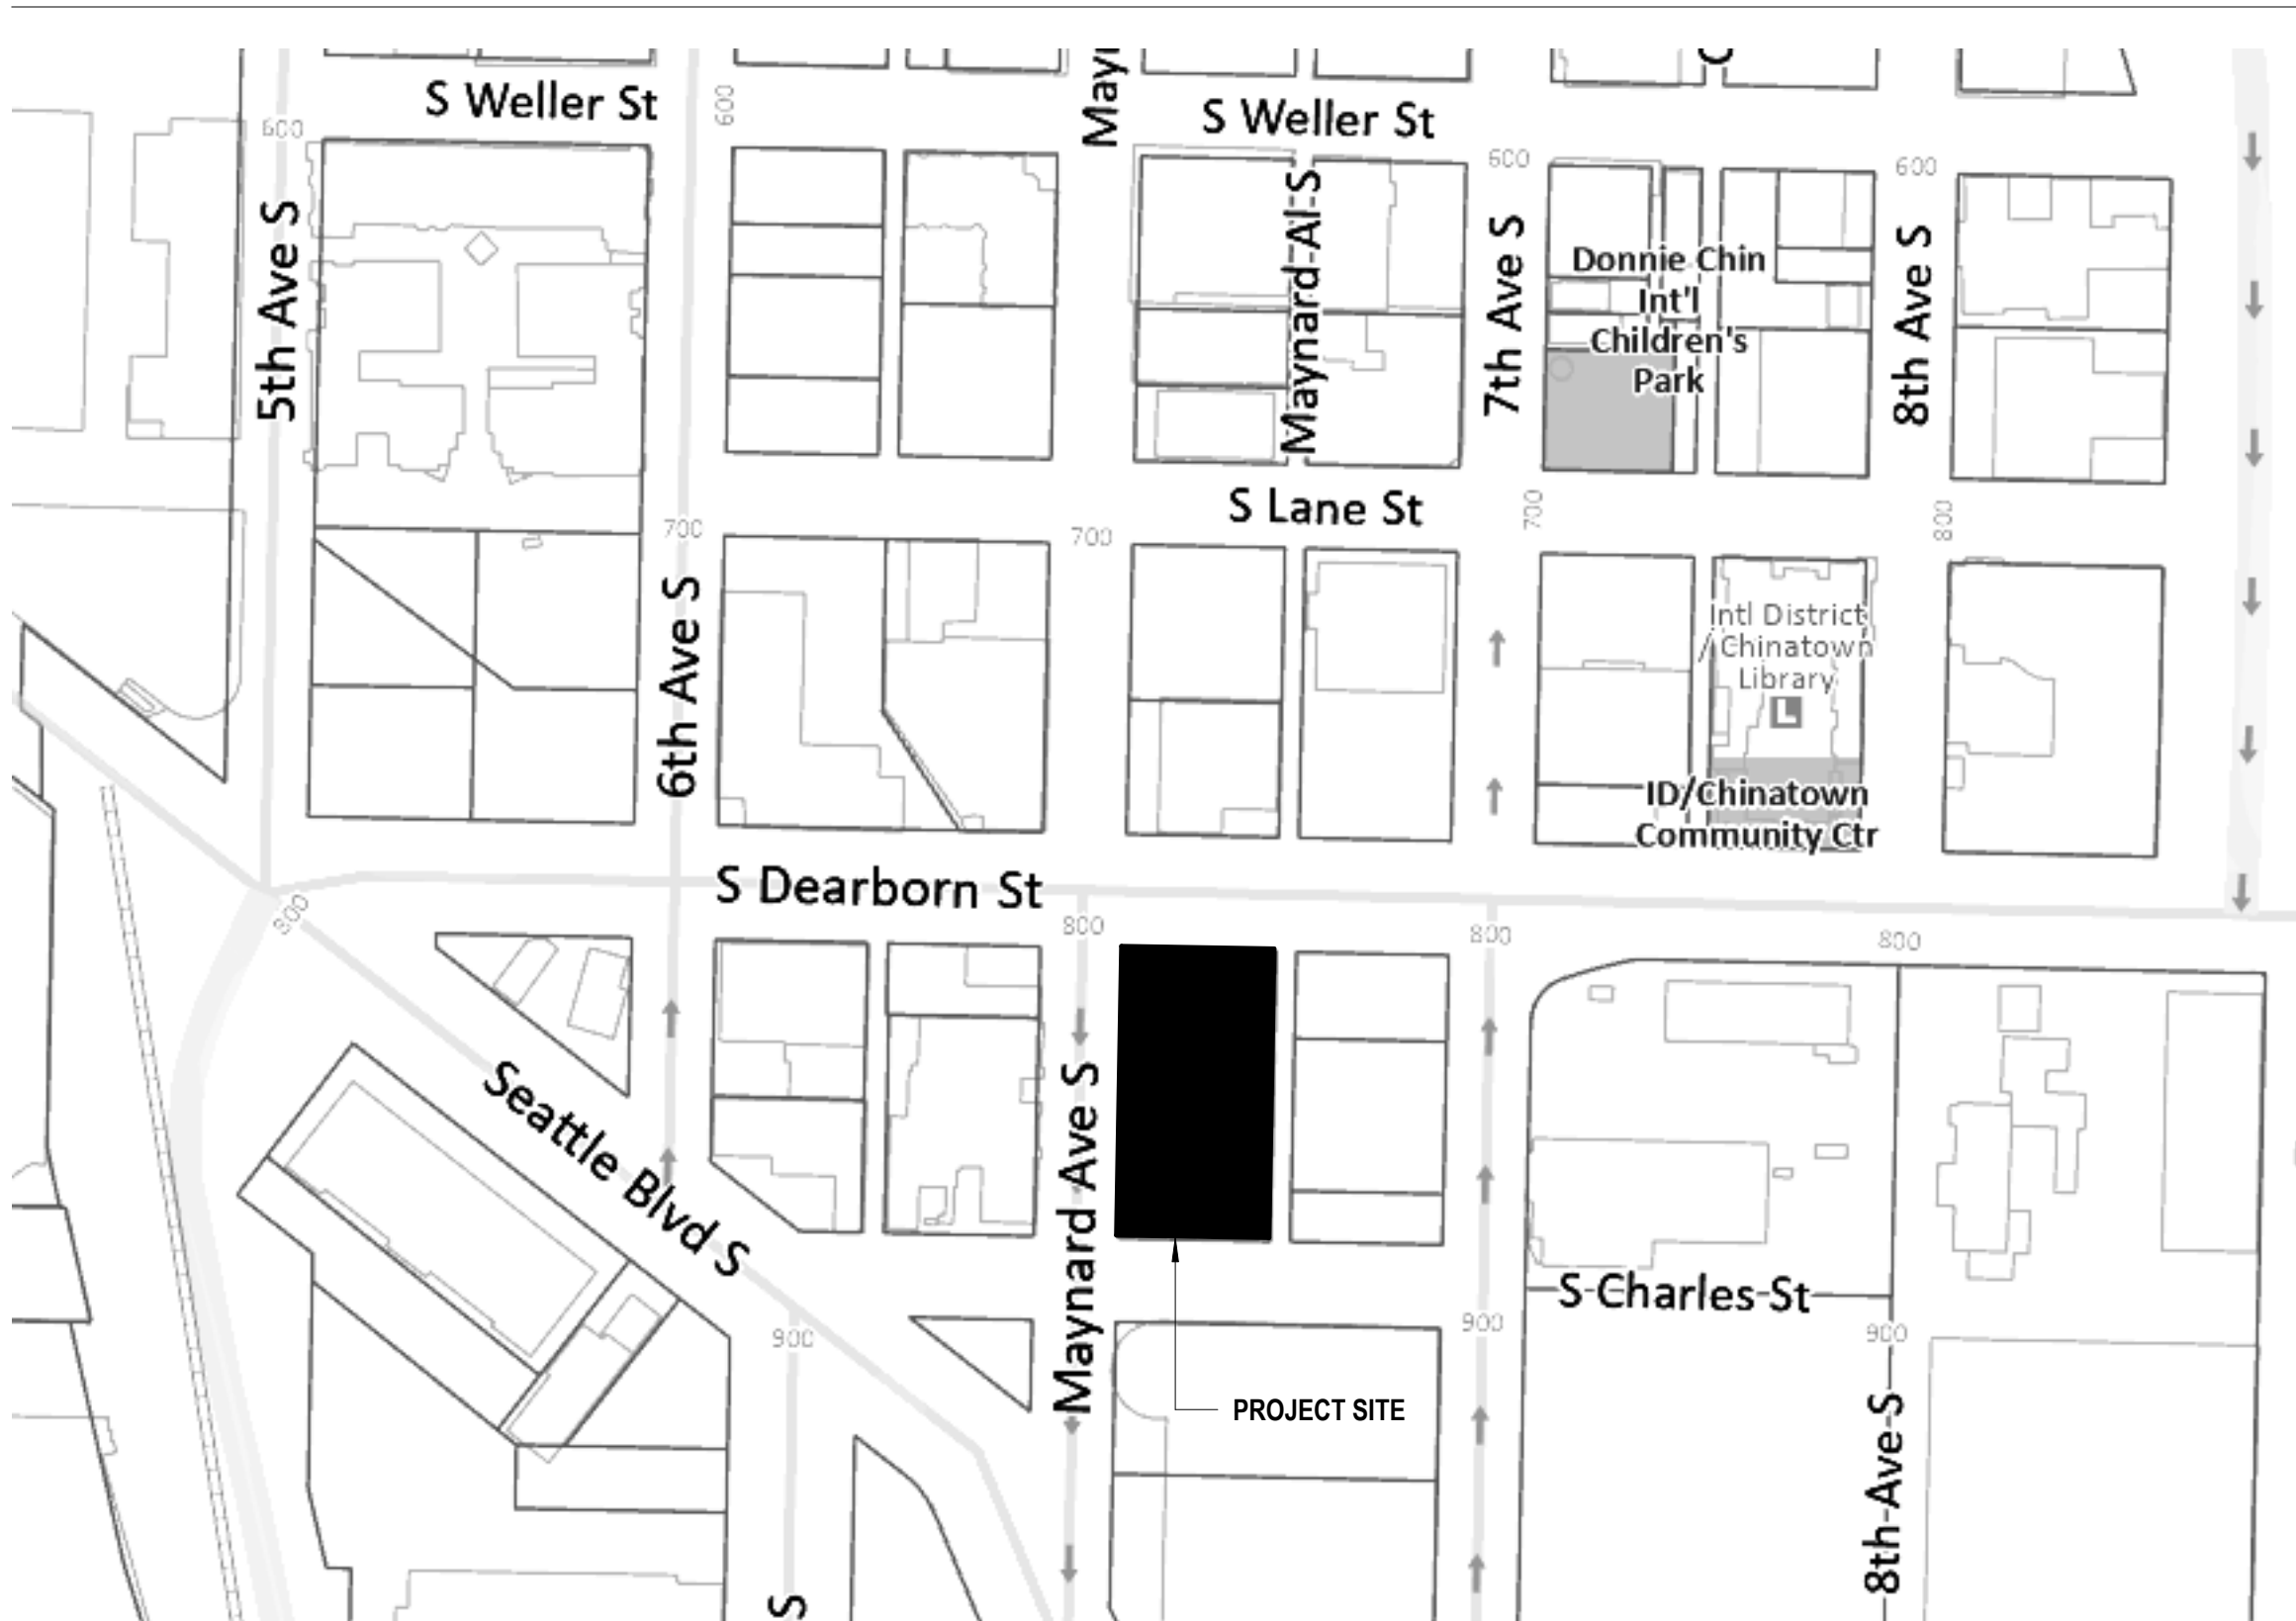 S Weller St
600
600
Mayn
S Weller St
600
600
5th Ave S
Maynard Al S
7th Ave S
Donnie Chin
Int'l
Children's
Park
8th Ave S
S Lane St
700
700
700
800
6th Ave S
Intl District
/ Chinatown
Library
L
ID/Chinatown
Community Ctr
S Dearborn St
800
800
800
800
Seattle Blvd S
Maynard Ave S
S Charles St
900
900
900
PROJECT SITE
8th Ave S
S